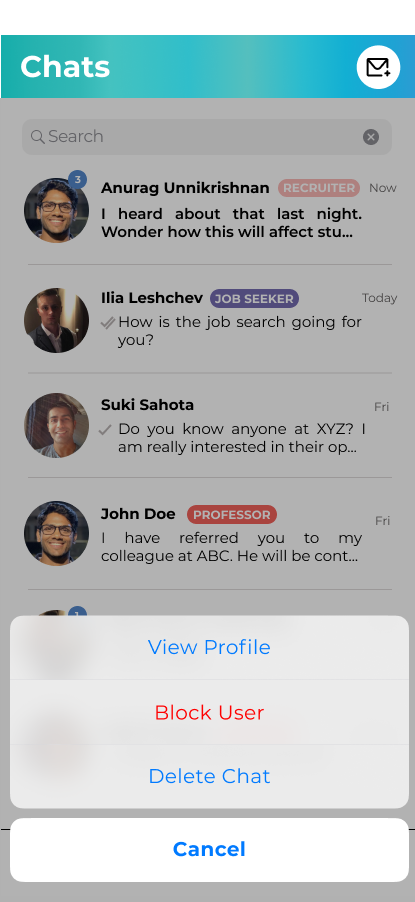 Chats
Search
3
Anurag Unnikrishnan RECRUITER Now
I heard about that last night.
Wonder how this will affect stu...
Ilia Leshchev JOB SEEKER Today
How is the job search going for
you?
Suki Sahota Fri
Do you know anyone at XYZ? I
am really interested in their op...
John Doe PROFESSOR Fri
I have referred you to my
colleague at ABC. He will be cont...
View Profile
Block User
Delete Chat
Cancel